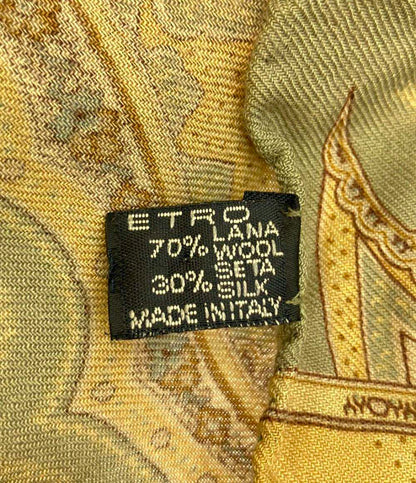 ETRO
70% LANA
WOOL
30% SETA
SILK
MADE IN ITALY